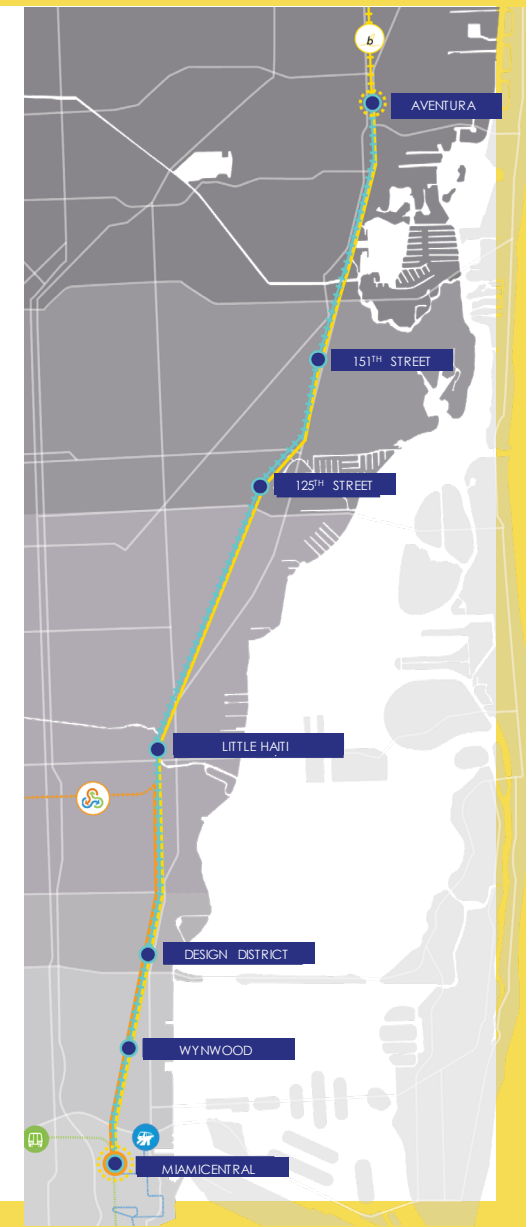 b
AVENTURA
151TH STREET
125TH STREET
LITTLE HAITI
DESIGN DISTRICT
WYNWOOD
MIAMICENTRAL